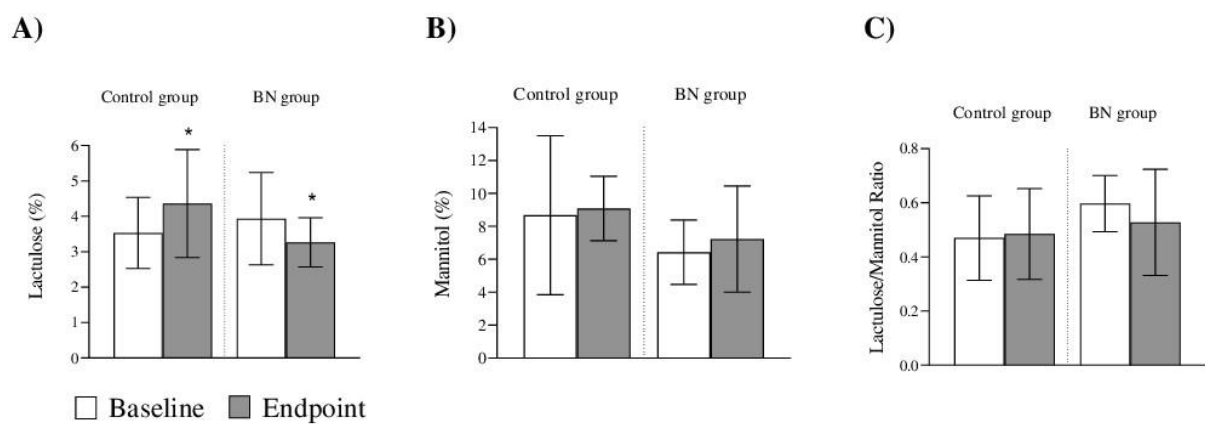 A)
Control group BN group
*
*
Lactulose (%)
6
5
4
3
2
1
0
Baseline Endpoint
B)
Control group BN group
Mannitol (%)
14
12
10
8
6
4
2
0
C)
Control group BN group
Lactulose/Mannitol Ratio
0.8
0.6
0.4
0.2
0.0